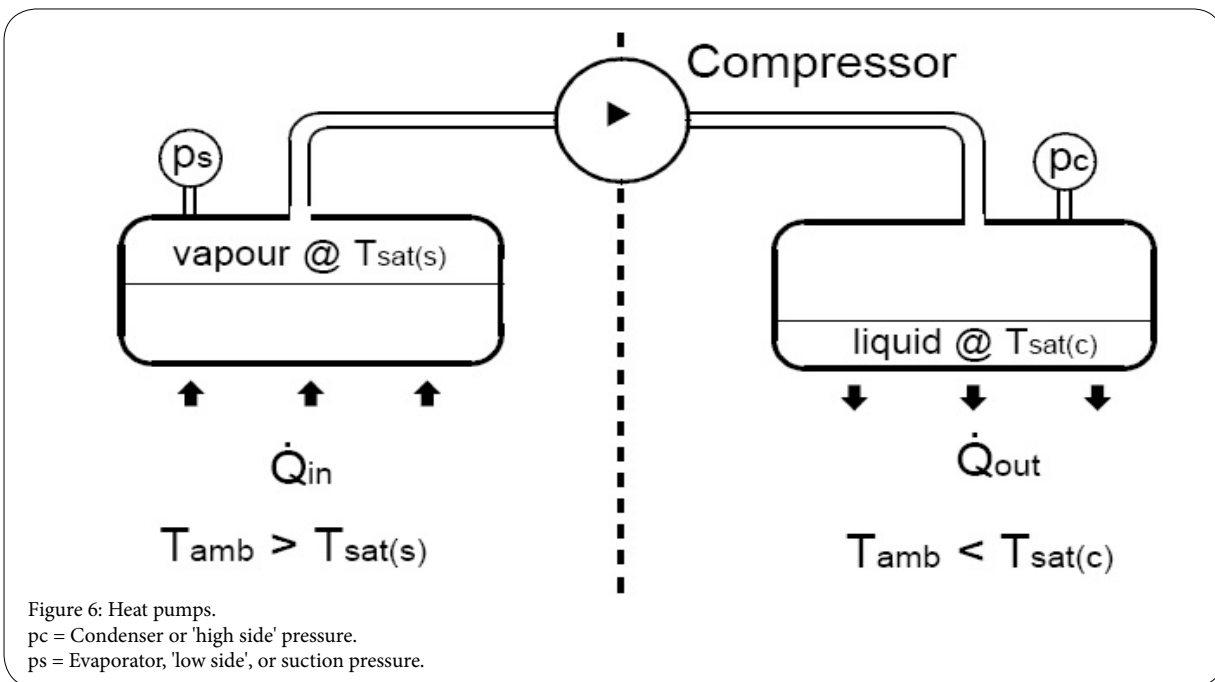 Compressor
ps
pc
vapour @ Tsat(s)
liquid @ Tsat(c)
Q̇in
Q̇out
Tamb > Tsat(s)
Tamb < Tsat(c)
Figure 6: Heat pumps.
pc = Condenser or 'high side' pressure.
ps = Evaporator, 'low side', or suction pressure.